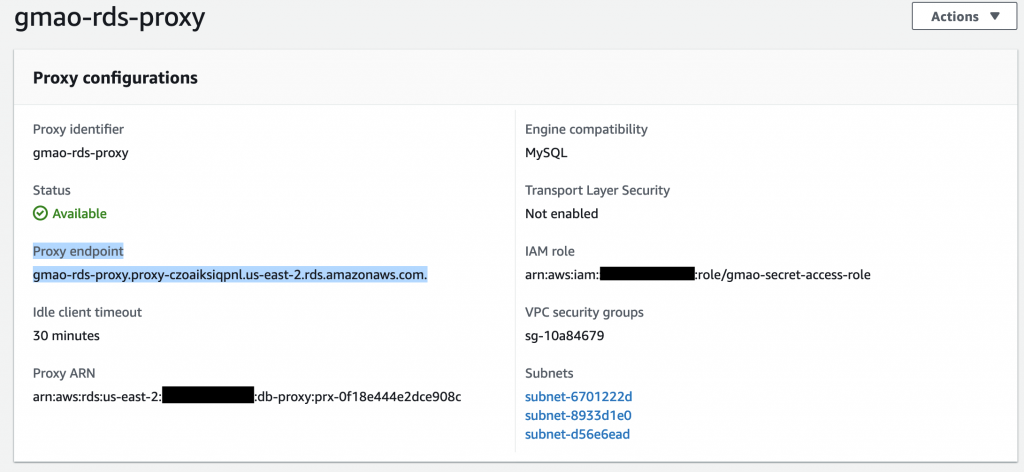 gmao-rds-proxy
Actions
Proxy configurations
Proxy identifier
gmao-rds-proxy
Status
Available
Proxy endpoint
gmao-rds-proxy.proxy-czoaiksiqpnl.us-east-2.rds.amazonaws.com.
Idle client timeout
30 minutes
Proxy ARN
arn:aws:rds:us-east-2: :db-proxy:prx-0f18e444e2dce908c
Engine compatibility
MySQL
Transport Layer Security
Not enabled
IAM role
arn:aws:iam: :role/gmao-secret-access-role
VPC security groups
sg-10a84679
Subnets
subnet-6701222d
subnet-8933d1e0
subnet-d56e6ead